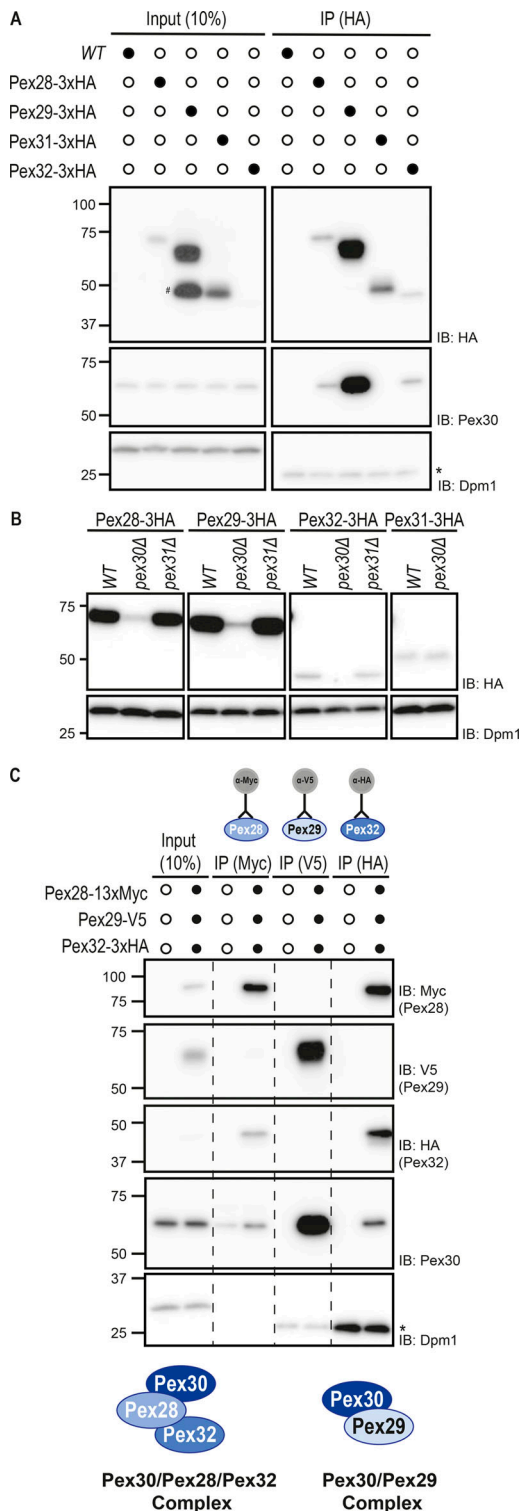 A
Input (10%)
IP (HA)
WT
Pex28-3xHA
Pex29-3xHA
Pex31-3xHA
Pex32-3xHA
100
75
50
#
37
IB: HA
75
50
IB: Pex30
25
*
IB: Dpm1
B
Pex28-3HA Pex29-3HA Pex32-3HA Pex31-3HA
WT pex30Δ pex31Δ WT pex30Δ pex31Δ WT pex30Δ pex31Δ WT pex30Δ
75
50
IB: HA
25
IB: Dpm1
C
α-Myc α-V5 α-HA
Pex28 Pex29 Pex32
Input
(10%) IP (Myc) IP (V5) IP (HA)
Pex28-13xMyc
Pex29-V5
Pex32-3xHA
100
75
IB: Myc
(Pex28)
75
50
IB: V5
(Pex29)
50
37
IB: HA
(Pex32)
75
50
IB: Pex30
37
25
*
IB: Dpm1
Pex30 Pex30
Pex28 Pex29
Pex32
Pex30/Pex28/Pex32 Pex30/Pex29
Complex Complex